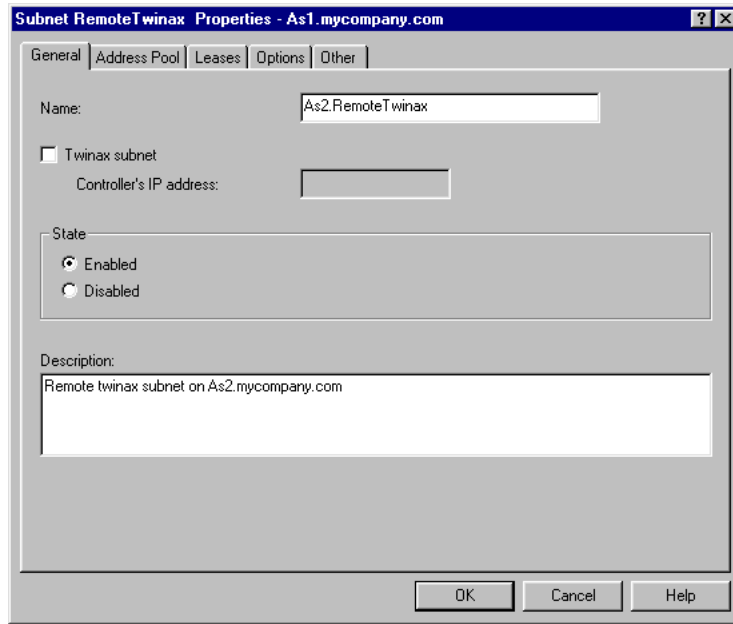 Subnet RemoteTwinax  Properties - As1.mycompany.com
General Address Pool Leases Options Other
Name: As2.RemoteTwinax
Twinax subnet
Controller's IP address:
State
Enabled
Disabled
Description:
Remote twinax subnet on As2.mycompany.com
OK Cancel Help